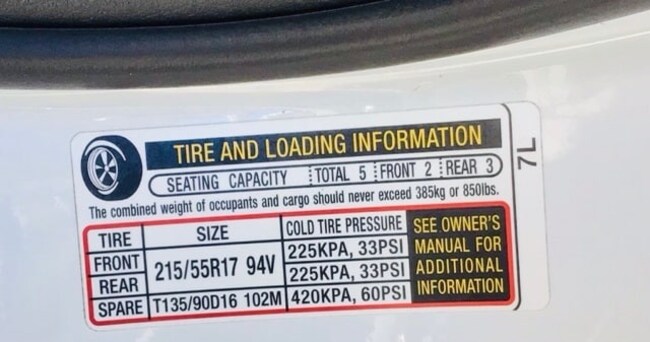 TIRE AND LOADING INFORMATION
SEATING CAPACITY TOTAL 5 FRONT 2 REAR 3
The combined weight of occupants and cargo should never exceed 385kg or 850lbs.
TIRE SIZE COLD TIRE PRESSURE SEE OWNER'S MANUAL FOR ADDITIONAL INFORMATION
FRONT 215/55R17 94V 225KPA, 33PSI
REAR 225KPA, 33PSI
SPARE T135/90D16 102M 420KPA, 60PSI
7L